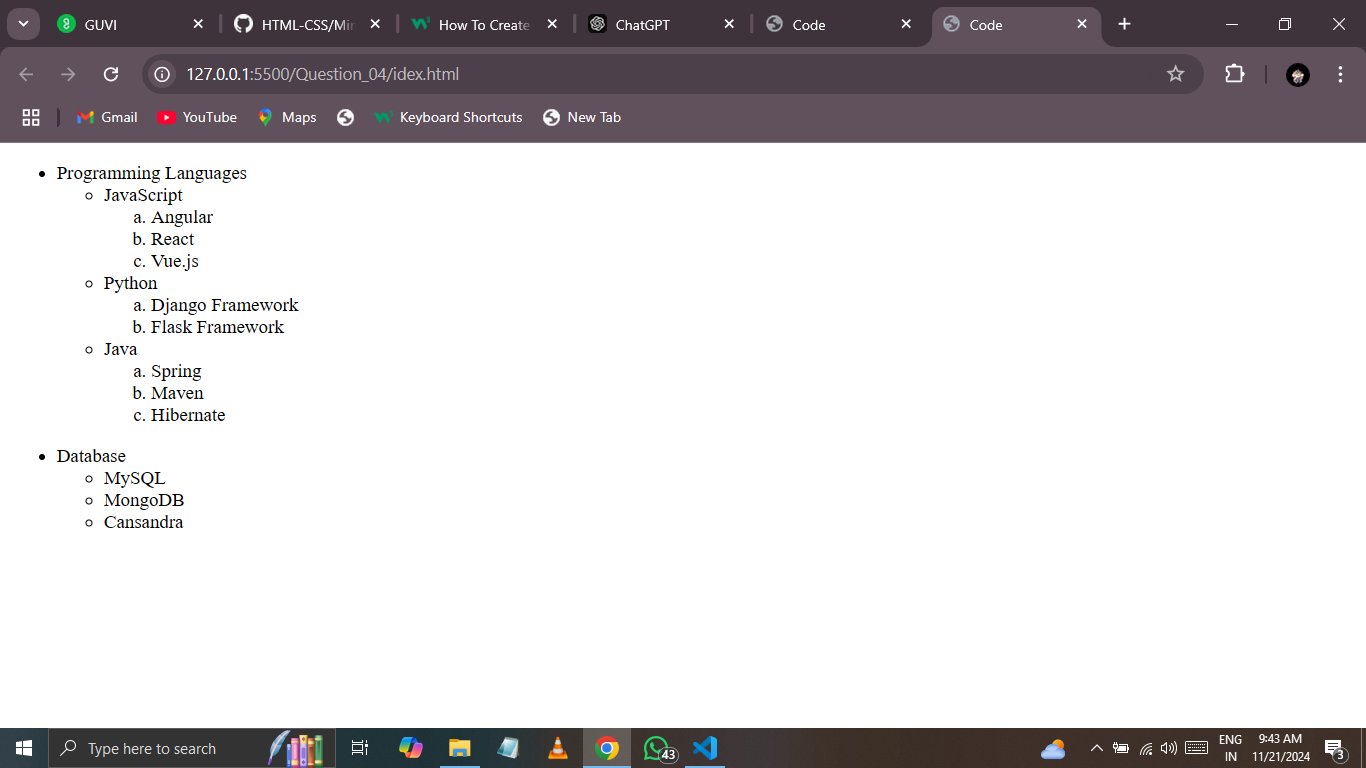 GUVI
HTML-CSS/Min
How To Create
ChatGPT
Code
Code
127.0.0.1:5500/Question_04/idex.html
Gmail
YouTube
Maps
Keyboard Shortcuts
New Tab
• Programming Languages
◦ JavaScript
a. Angular
b. React
c. Vue.js
◦ Python
a. Django Framework
b. Flask Framework
◦ Java
a. Spring
b. Maven
c. Hibernate
• Database
◦ MySQL
◦ MongoDB
◦ Cansandra
Type here to search
43
ENG
IN
9:43 AM
11/21/2024
3